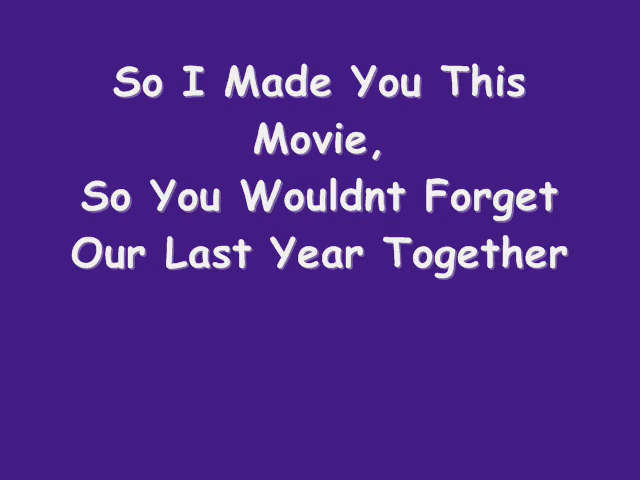 So I Made You This
Movie,
So You Wouldnt Forget
Our Last Year Together